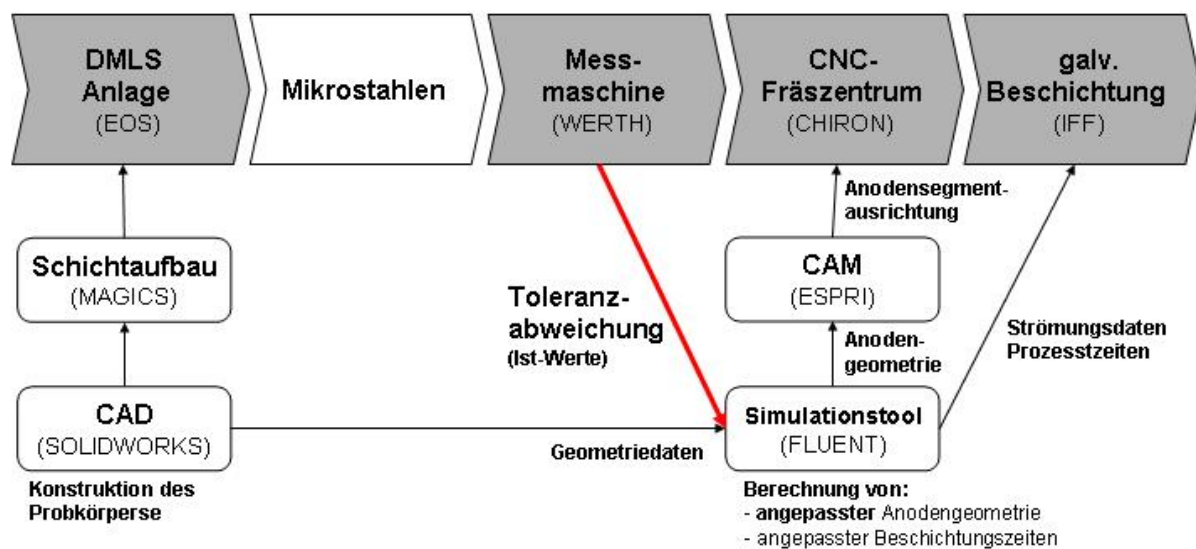 DMLS
Anlage
(EOS)
Mikrostahlen
Mess-
maschine
(WERTH)
CNC-
Fräszentrum
(CHIRON)
galv.
Beschichtung
(IFF)
Anodensegment-
ausrichtung
Schichtaufbau
(MAGICS)
Toleranz-
abweichung
(Ist-Werte)
CAM
(ESPRI)
Strömungsdaten
Prozesstzeiten
Anoden-
geometrie
CAD
(SOLIDWORKS)
Geometriedaten
Simulationstool
(FLUENT)
Konstruktion des
Probkörperse
Berechnung von:
- angepasster Anodengeometrie
- angepasster Beschichtungszeiten